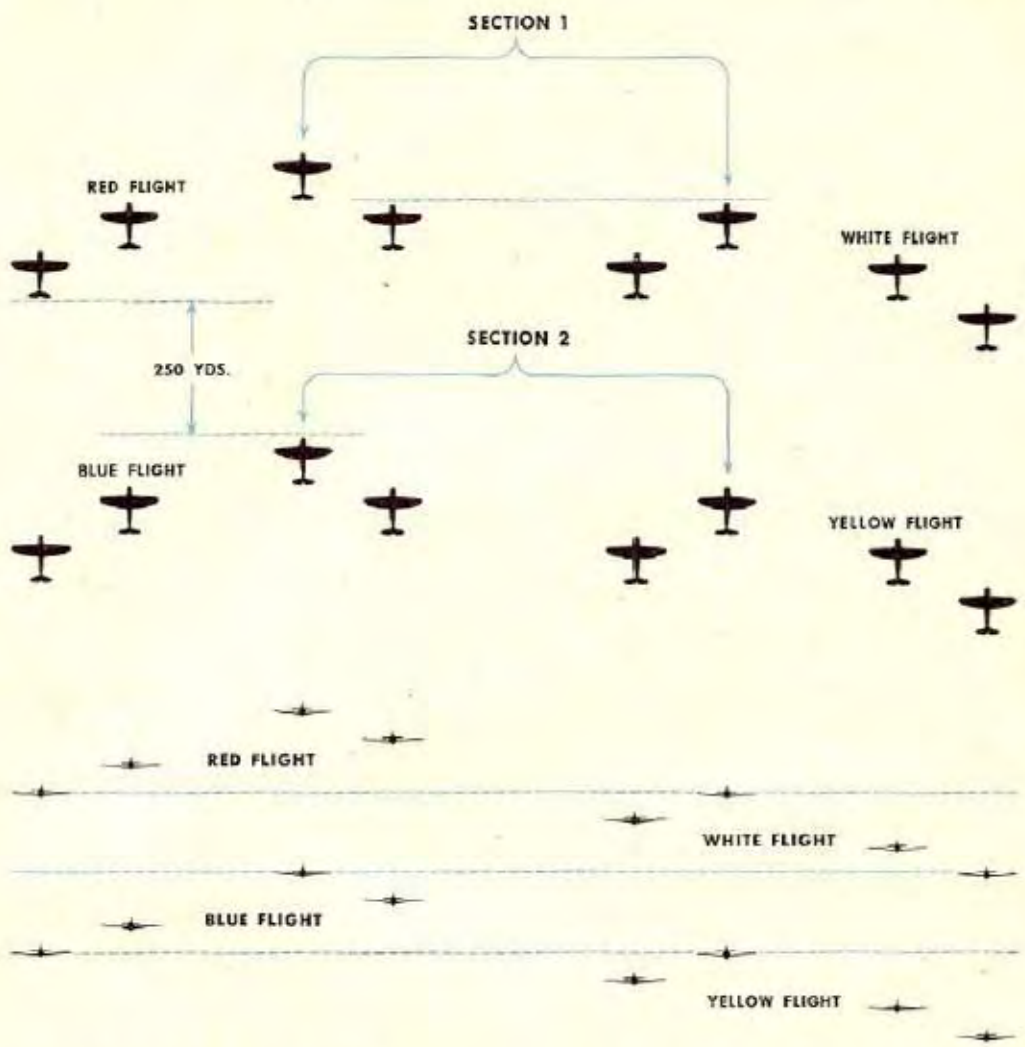 SECTION 1
RED FLIGHT
WHITE FLIGHT
250 YDS.
SECTION 2
BLUE FLIGHT
YELLOW FLIGHT
RED FLIGHT
WHITE FLIGHT
BLUE FLIGHT
YELLOW FLIGHT